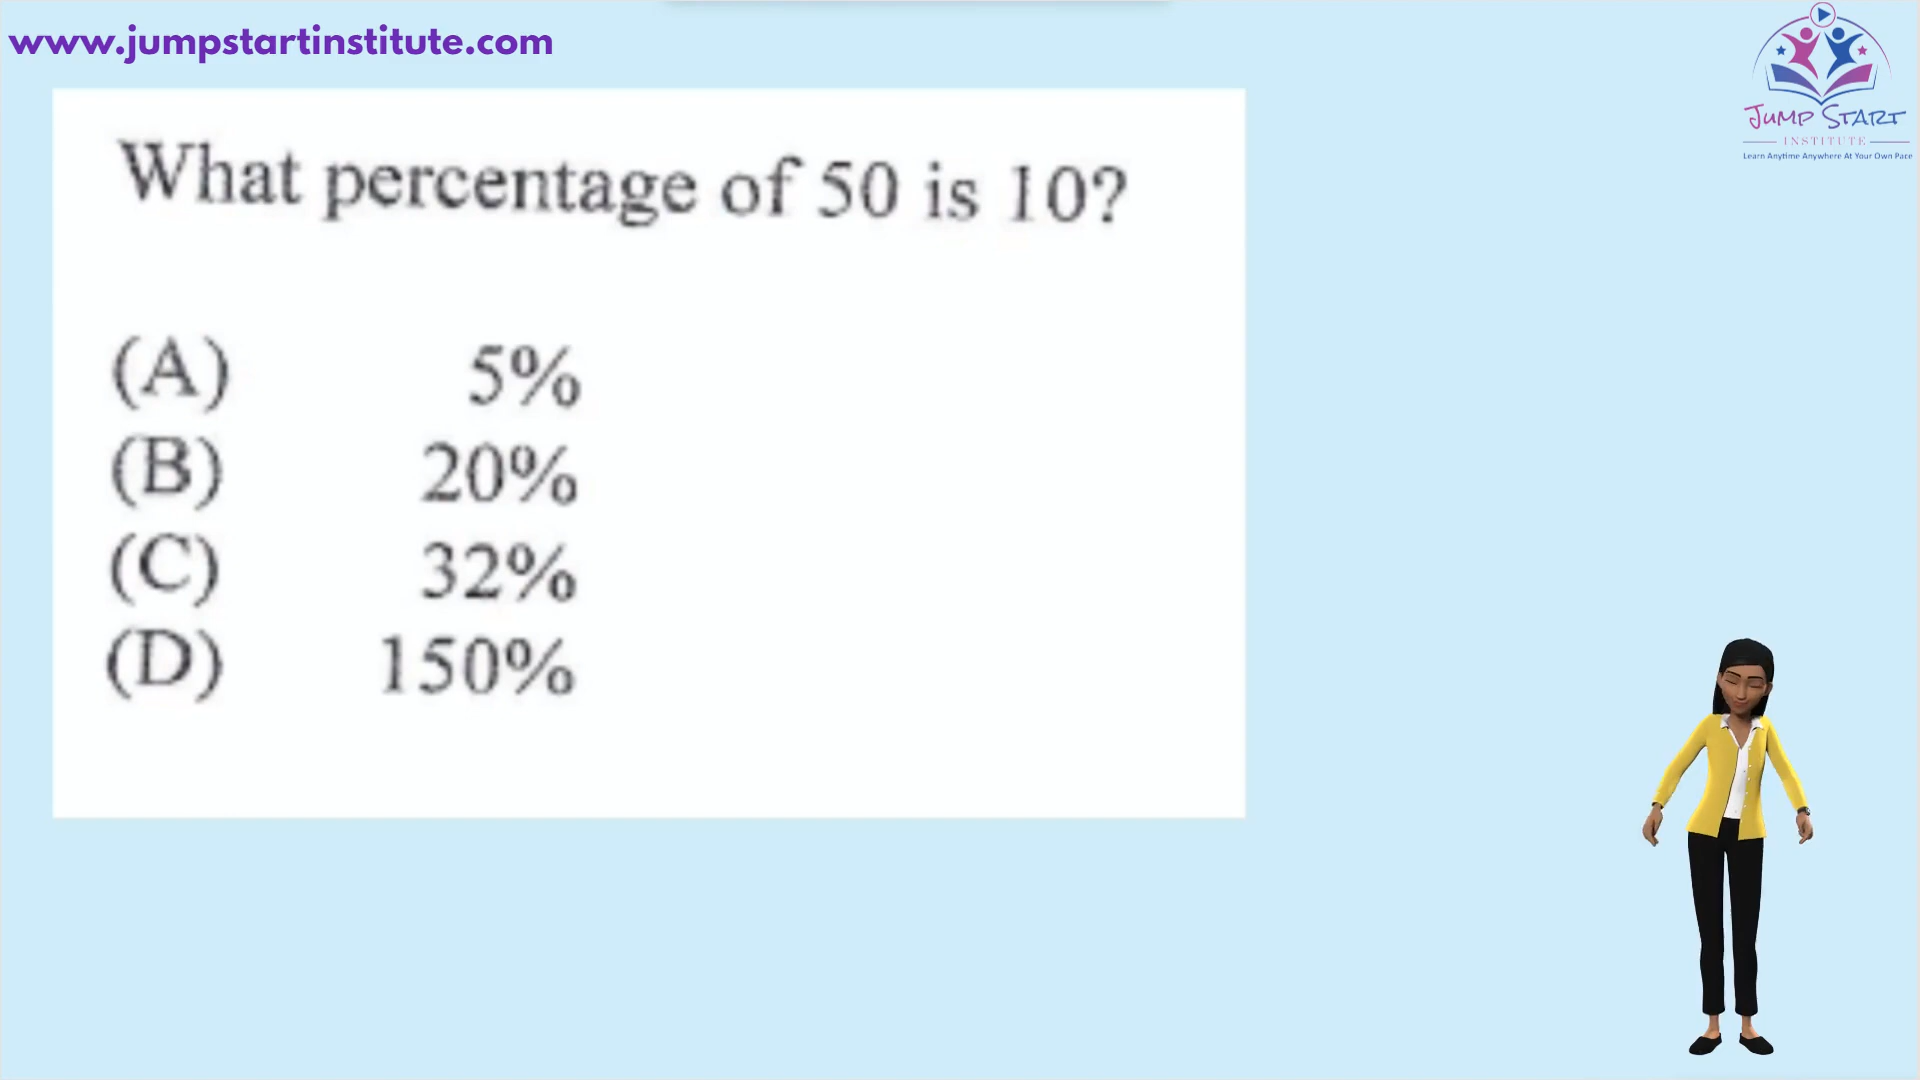 www.jumpstartinstitute.com
JUMP START
INSTITUTE
Learn Anytime Anywhere At Your Own Pace
What percentage of 50 is 10?
(A) 5%
(B) 20%
(C) 32%
(D) 150%